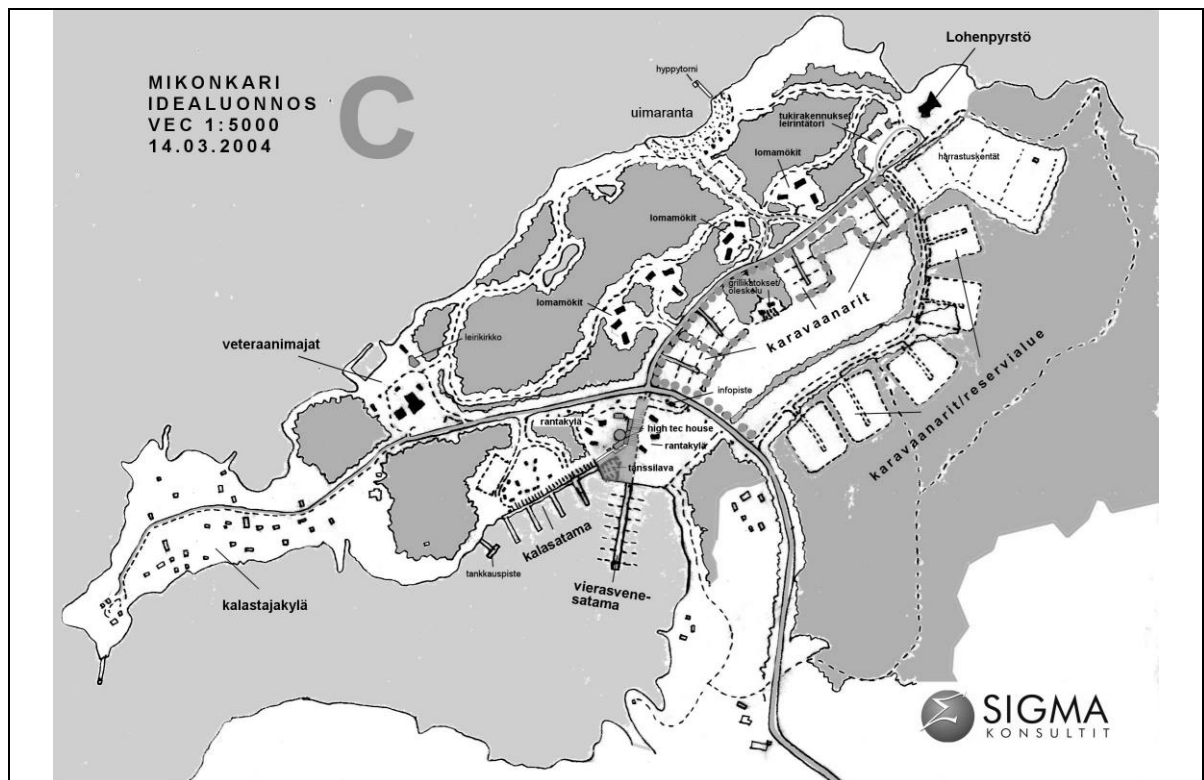 MIKONKARI
IDEALUONNOS
VEC 1:5000
14.03.2004
C
Lohenpyrstö
hyppytorni
uimaranta
tukirakennukset
leirintätori
lomamökit
harrastuskentät
lomamökit
grillikatokset/
oleskelu
lomamökit
karavaanarit
leirikirkko
veteraanimajat
infopiste
karavaanarit/reservialue
rantakylä
high tec house
rantakylä
tanssilava
kalasatama
tankkauspiste
vierasvene-
satama
kalastajakylä
SIGMA
KONSULTIT